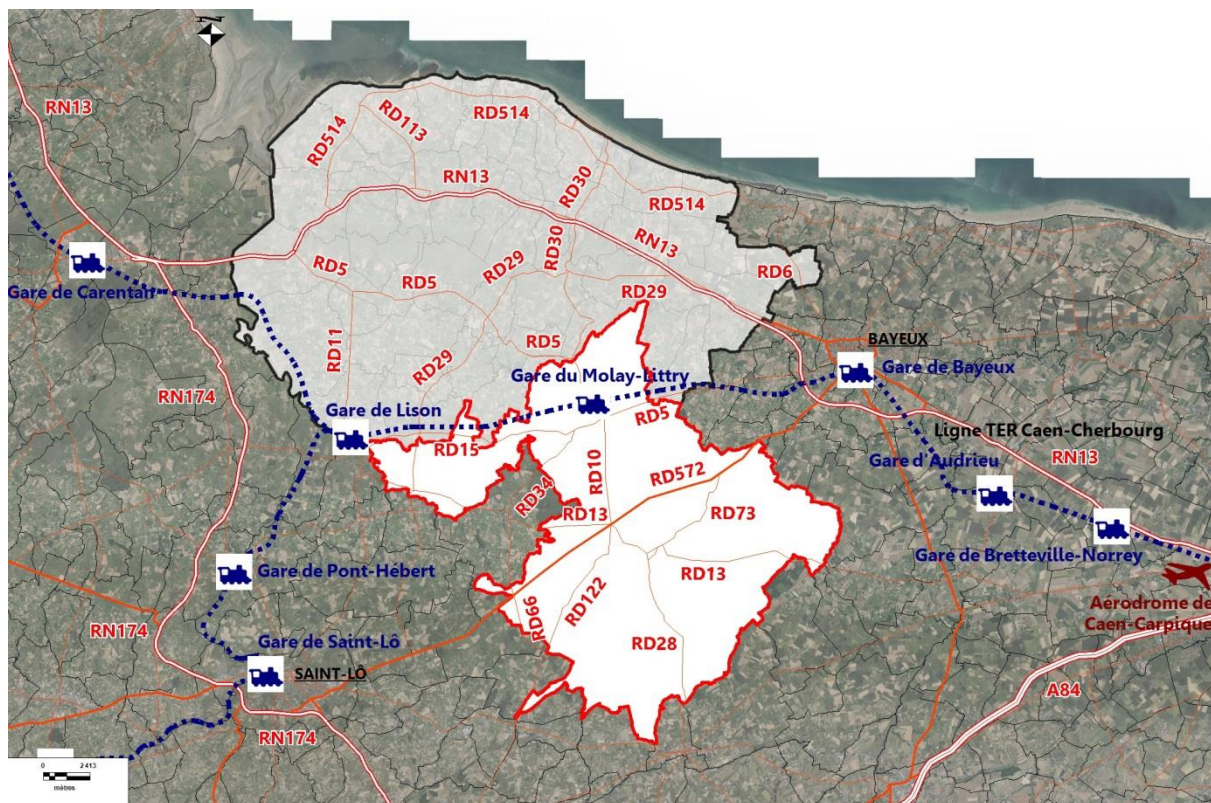 N
RN13
RD514
RD113
RD514
RN13
RD30
RD514
RD30
RN13
RD29
RD5
RD5
RD6
RD29
Gare de Carentan
RD11
RD5
RD29
BAYEUX
Gare de Bayeux
Gare du Molay-Littry
RN174
Gare de Lison
RD5
Ligne TER Caen-Cherbourg
RD15
RD10
RD572
RN13
Gare d'Audrieu
RD34
RD13
RD73
Gare de Bretteville-Norrey
Gare de Pont-Hébert
RD13
RD122
RD66
Aérodrome de
Caen-Carpique
RN174
Gare de Saint-Lô
SAINT-LÔ
RD28
A84
RN174
0 2 413
mètres